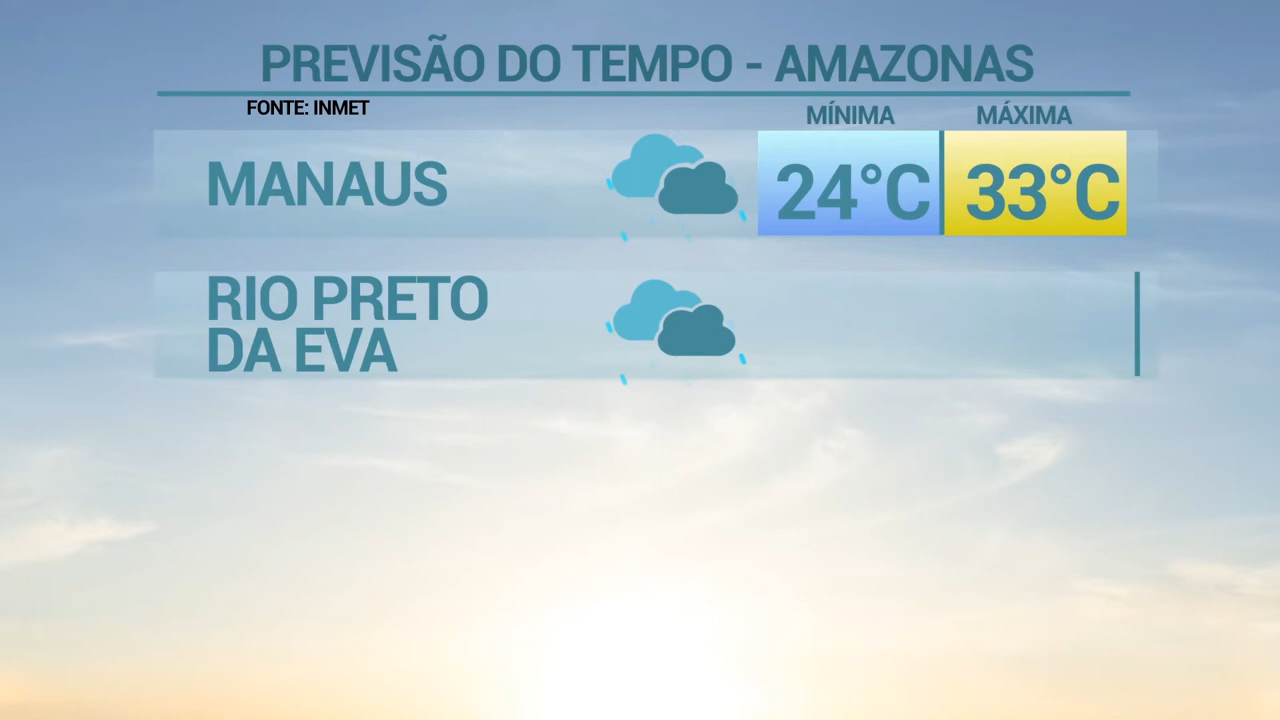 PREVISÃO DO TEMPO - AMAZONAS
FONTE: INMET
MÍNIMA MÁXIMA
MANAUS 24°C 33°C
RIO PRETO
DA EVA